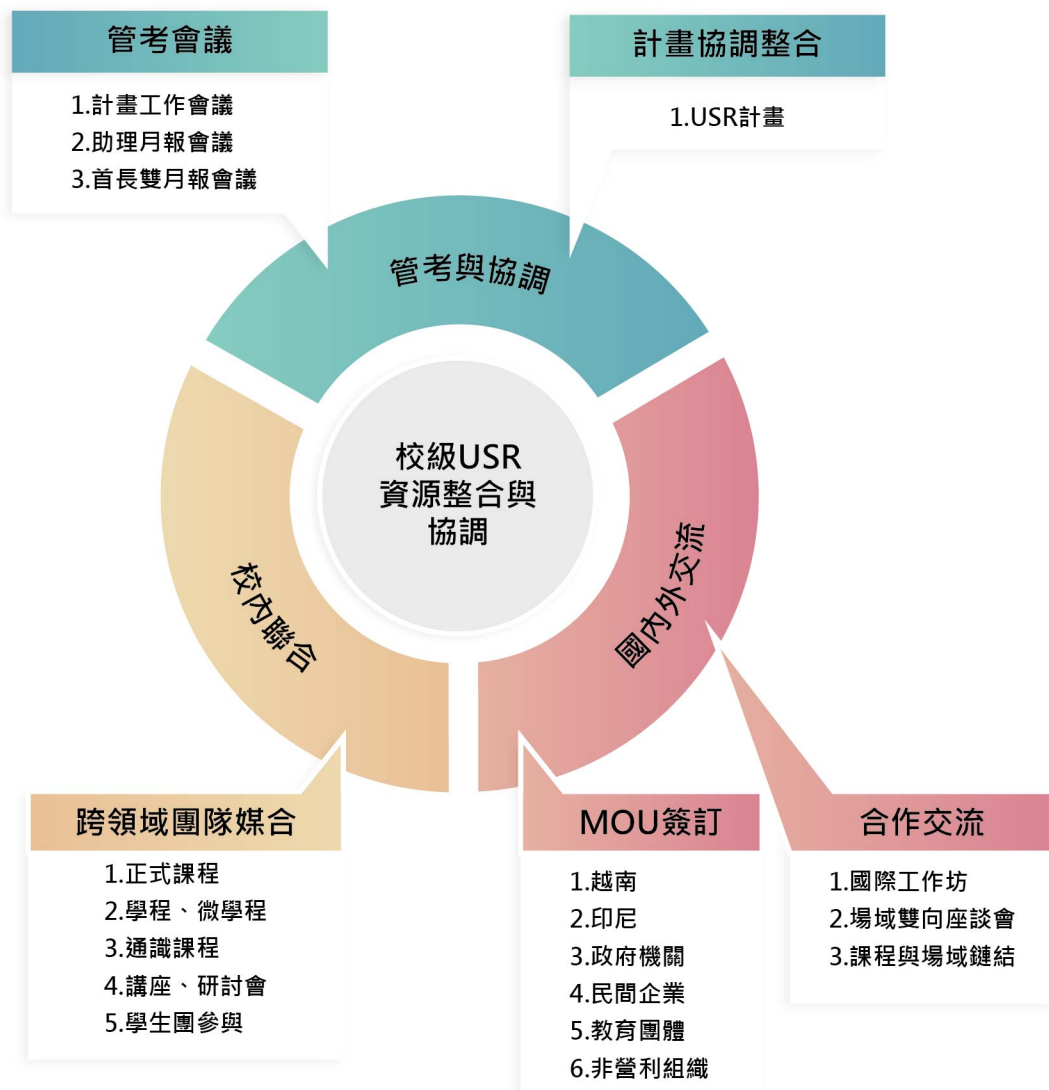 管考會議
1.計畫工作會議
2.助理月報會議
3.首長雙月報會議
計畫協調整合
1.USR計畫
管考與協調
校級USR
資源整合與
協調
校內聯合
國內外交流
跨領域團隊媒合
1.正式課程
2.學程、微學程
3.通識課程
4.講座、研討會
5.學生團參與
MOU簽訂
1.越南
2.印尼
3.政府機關
4.民間企業
5.教育團體
6.非營利組織
合作交流
1.國際工作坊
2.場域雙向座談會
3.課程與場域鏈結